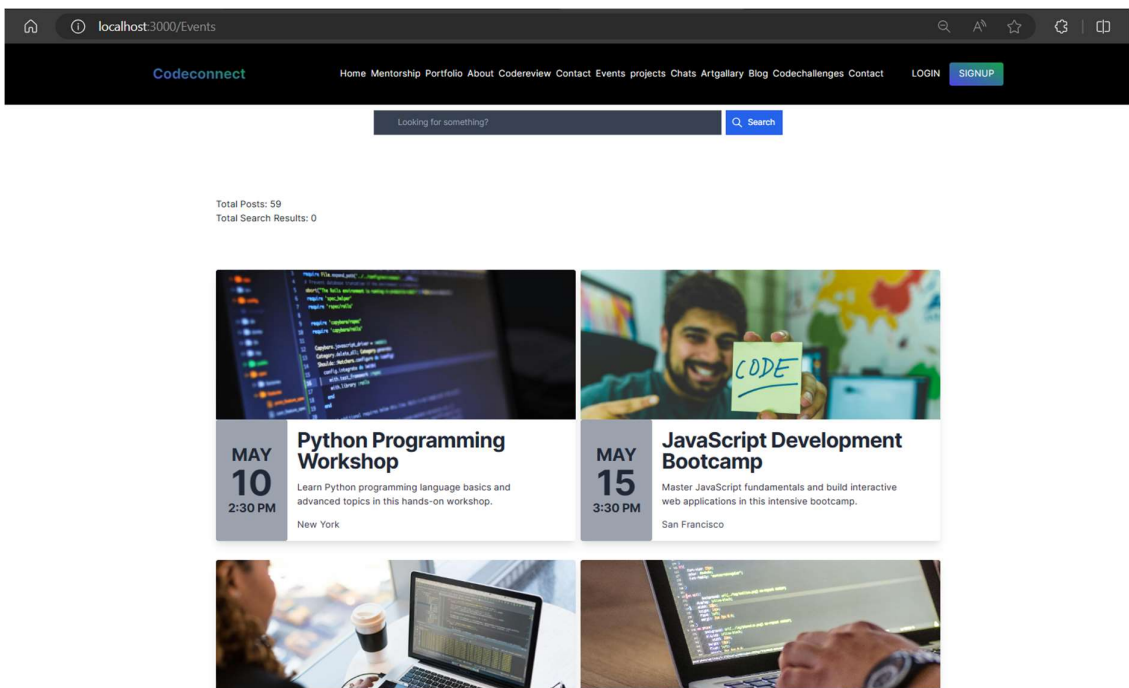 localhost:3000/Events
Codeconnect
Home Mentorship Portfolio About Codereview Contact Events projects Chats Artgallary Blog Codechallenges Contact
LOGIN
SIGNUP
Looking for something?
Search
Total Posts: 59
Total Search Results: 0
CODE
MAY
10
2:30 PM
Python Programming
Workshop
Learn Python programming language basics and
advanced topics in this hands-on workshop.
New York
MAY
15
3:30 PM
JavaScript Development
Bootcamp
Master JavaScript fundamentals and build interactive
web applications in this intensive bootcamp.
San Francisco